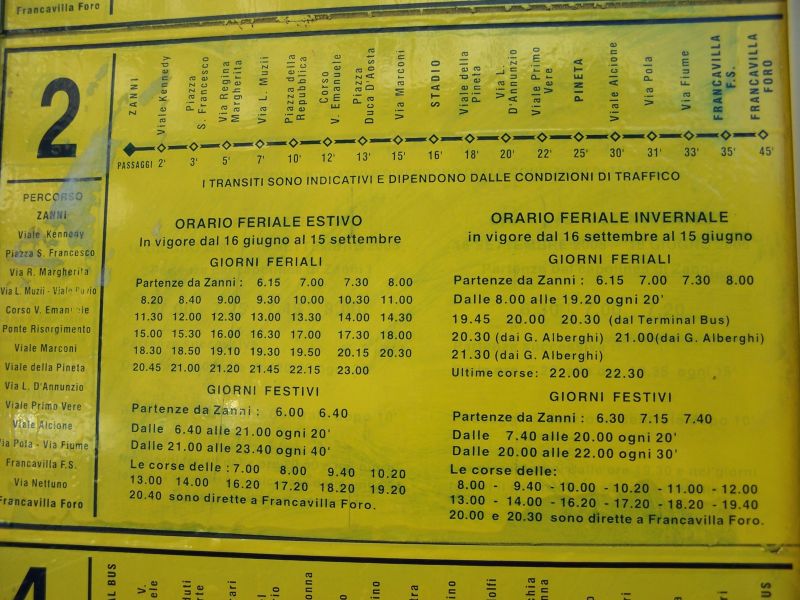 Francavilla Foro
2
ZANNI
Viale Kennedy
Piazza S. Francesco
Via Regina Margherita
Via L. Muzii
Piazza della Repubblica
Corso V. Emanuele
Piazza Duca D'Aosta
Via Marconi
STADIO
Viale della Pineta
Via L. D'Annunzio
Viale Primo Vere
PINETA
Viale Alcione
Via Pola
Via Fiume
FRANCAVILLA F.S.
FRANCAVILLA FORO
PASSAGGI 2' 3' 5' 7' 10' 12' 13' 15' 16' 18' 20' 22' 25' 30' 31' 33' 35' 45'
I TRANSITI SONO INDICATIVI E DIPENDONO DALLE CONDIZIONI DI TRAFFICO
PERCORSO
ZANNI
Viale Kennedy
Piazza S. Francesco
Via R. Margherita
Via L. Muzii - Viale
Corso V. Emanuele
Ponte Risorgimento
Viale Marconi
Viale della Pineta
Via L. D'Annunzio
Viale Primo Vere
Viale Alcione
Via Pola - Via Fiume
Francavilla F.S.
Via Nettuno
Francavilla Foro
ORARIO FERIALE ESTIVO
In vigore dal 16 giugno al 15 settembre
GIORNI FERIALI
Partenze da Zanni : 6.15 7.00 7.30 8.00
8.20 8.40 9.00 9.30 10.00 10.30 11.00
11.30 12.00 12.30 13.00 13.30 14.00 14.30
15.00 15.30 16.00 16.30 17.00 17.30 18.00
18.30 18.50 19.10 19.30 19.50 20.15 20.30
20.45 21.00 21.20 21.45 22.15 23.00
GIORNI FESTIVI
Partenze da Zanni : 6.00 6.40
Dalle 6.40 alle 21.00 ogni 20'
Dalle 21.00 alle 23.40 ogni 40'
Le corse delle : 7.00 8.00 9.40 10.20
13.00 14.00 16.20 17.20 18.20 19.20
20.40 sono dirette a Francavilla Foro.
ORARIO FERIALE INVERNALE
in vigore dal 16 settembre al 15 giugno
GIORNI FERIALI
Partenze da Zanni : 6.15 7.00 7.30 8.00
Dalle 8.00 alle 19.20 ogni 20'
19.45 20.00 20.30 (dal Terminal Bus)
20.30 (dai G. Alberghi) 21.00(dai G. Alberghi)
21.30 (dai G. Alberghi)
Ultime corse: 22.00 22.30
GIORNI FESTIVI
Partenze da Zanni : 6.30 7.15 7.40
Dalle 7.40 alle 20.00 ogni 20'
Dalle 20.00 alle 22.00 ogni 30'
Le corse delle:
8.00 - 9.40 - 10.00 - 10.20 - 11.00 - 12.00
13.00 - 14.00 - 16.20 - 17.20 - 18.20 - 19.40
20.00 e 20.30 sono dirette a Francavilla Foro.
4